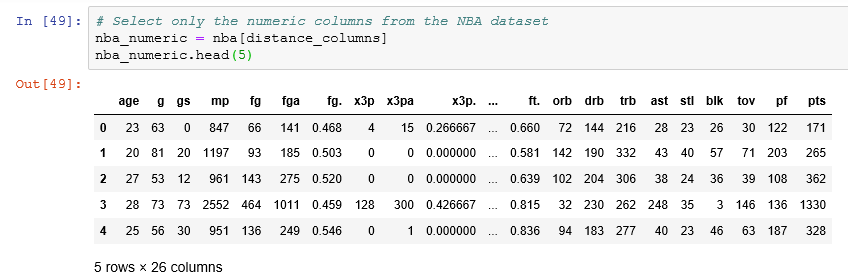 In [49]: # Select only the numeric columns from the NBA dataset
nba_numeric = nba[distance_columns]
nba_numeric.head(5)
Out[49]:
age g gs mp fg fga fg. x3p x3pa x3p. ... ft. orb drb trb ast stl blk tov pf pts
0 23 63 0 847 66 141 0.468 4 15 0.266667 ... 0.660 72 144 216 28 23 26 30 122 171
1 20 81 20 1197 93 185 0.503 0 0 0.000000 ... 0.581 142 190 332 43 40 57 71 203 265
2 27 53 12 961 143 275 0.520 0 0 0.000000 ... 0.639 102 204 306 38 24 36 39 108 362
3 28 73 73 2552 464 1011 0.459 128 300 0.426667 ... 0.815 32 230 262 248 35 3 146 136 1330
4 25 56 30 951 136 249 0.546 0 1 0.000000 ... 0.836 94 183 277 40 23 46 63 187 328
5 rows × 26 columns